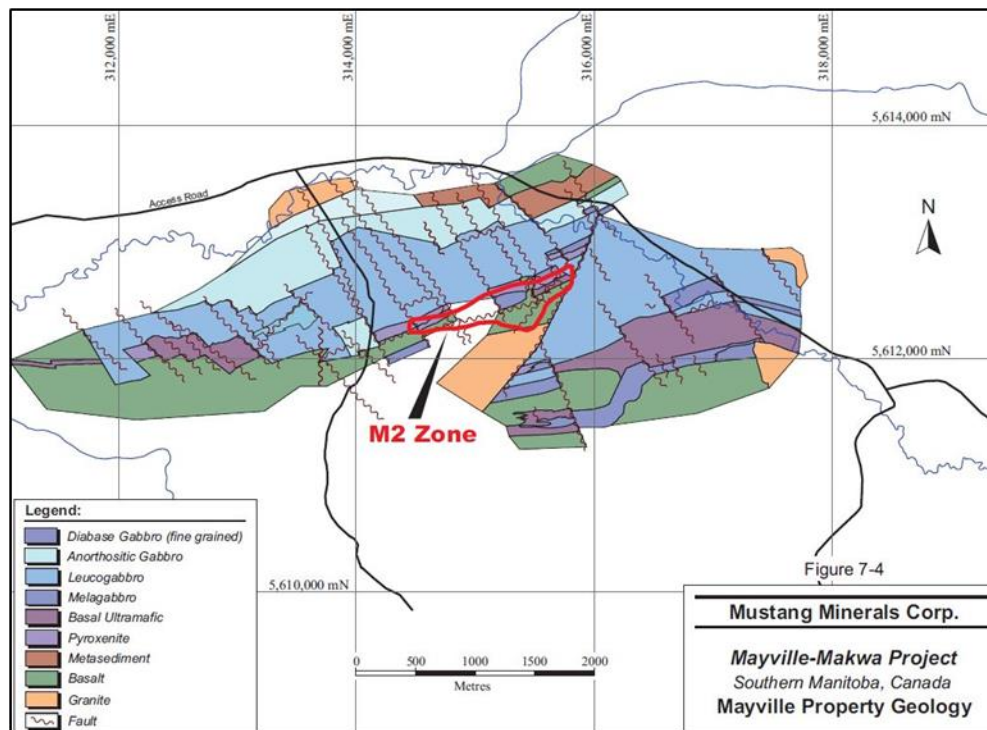 312,000 mE
314,000 mE
316,000 mE
318,000 mE
5,614,000 mN
Access Road
N
5,612,000 mN
M2 Zone
Legend:
Diabase Gabbro (fine grained)
Anorthositic Gabbro
Leucogabbro
Melagabbro
Basal Ultramafic
Pyroxenite
Metasediment
Basalt
Granite
Fault
5,610,000 mN
0 500 1000 1500 2000
Metres
Figure 7-4
Mustang Minerals Corp.
Mayville-Makwa Project
Southern Manitoba, Canada
Mayville Property Geology